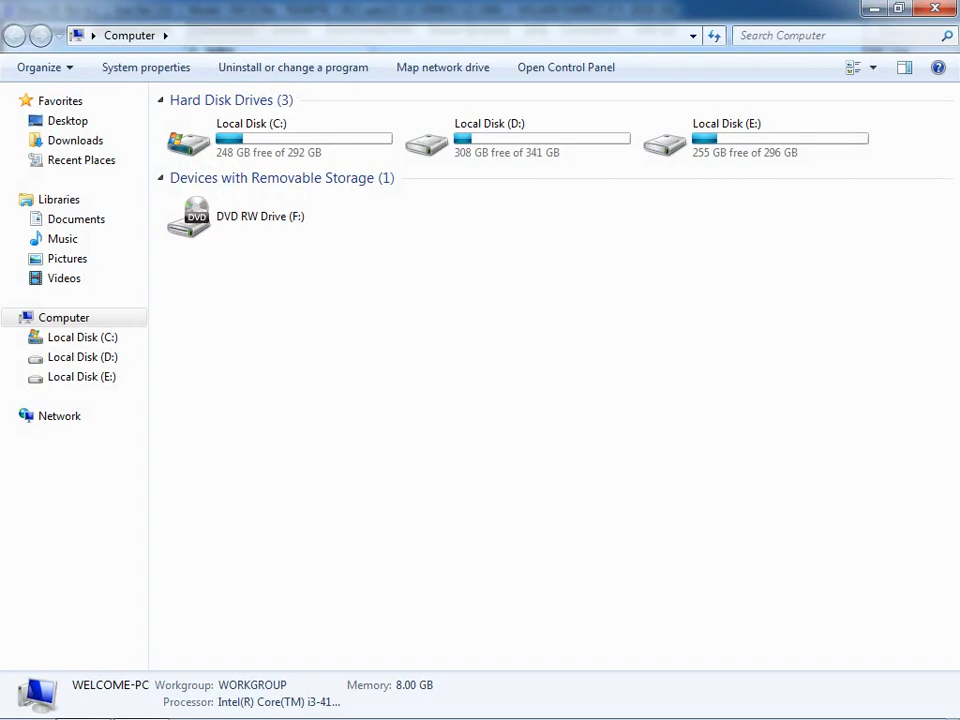 Computer
Search Computer
Organize
System properties
Uninstall or change a program
Map network drive
Open Control Panel
Favorites
Desktop
Downloads
Recent Places
Libraries
Documents
Music
Pictures
Videos
Computer
Local Disk (C:)
Local Disk (D:)
Local Disk (E:)
Network
Hard Disk Drives (3)
Local Disk (C:)
248 GB free of 292 GB
Local Disk (D:)
308 GB free of 341 GB
Local Disk (E:)
255 GB free of 296 GB
Devices with Removable Storage (1)
DVD
DVD RW Drive (F:)
WELCOME-PC Workgroup: WORKGROUP Memory: 8.00 GB
Processor: Intel(R) Core(TM) i3-41...